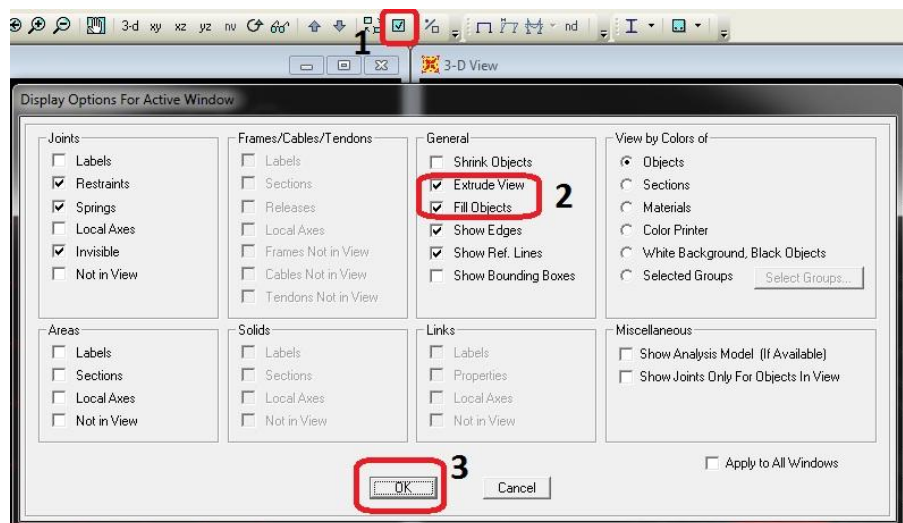 3-d xy xz yz nv nd
1
3-D View
Display Options For Active Window
Joints
Labels
Restraints
Springs
Local Axes
Invisible
Not in View
Frames/Cables/Tendons
Labels
Sections
Releases
Local Axes
Frames Not in View
Cables Not in View
Tendons Not in View
General
Shrink Objects
Extrude View
Fill Objects
Show Edges
Show Ref. Lines
Show Bounding Boxes
2
View by Colors of
Objects
Sections
Materials
Color Printer
White Background, Black Objects
Selected Groups
Select Groups...
Areas
Labels
Sections
Local Axes
Not in View
Solids
Labels
Sections
Local Axes
Not in View
Links
Labels
Properties
Local Axes
Not in View
Miscellaneous
Show Analysis Model (If Available)
Show Joints Only For Objects In View
Apply to All Windows
OK
3
Cancel